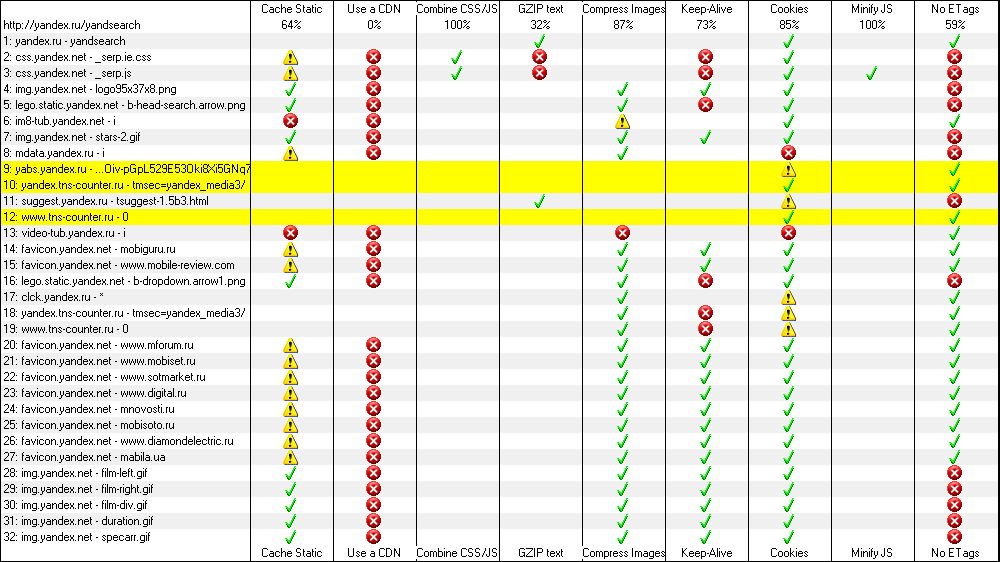 Cache Static Use a CDN Combine CSS/JS GZIP text Compress Images Keep-Alive Cookies Minify JS No ETags
http://yandex.ru/yandsearch 64% 0% 100% 32% 87% 73% 85% 100% 59%
1: yandex.ru - yandsearch
2: css.yandex.net - _serp.ie.css
3: css.yandex.net - _serp.js
4: img.yandex.net - logo95x37x8.png
5: lego.static.yandex.net - b-head-search.arrow.png
6: im8-tub.yandex.net - i
7: img.yandex.net - stars-2.gif
8: mdata.yandex.ru - i
9: yabs.yandex.ru - ...Oiv-pGpL529E53Oki8Xi5GNq7
10: yandex.tns-counter.ru - tmsec=yandex_media3/
11: suggest.yandex.ru - tsuggest-1.5b3.html
12: www.tns-counter.ru - 0
13: video-tub.yandex.ru - i
14: favicon.yandex.net - mobiguru.ru
15: favicon.yandex.net - www.mobile-review.com
16: lego.static.yandex.net - b-dropdown.arrow1.png
17: clck.yandex.ru - *
18: yandex.tns-counter.ru - tmsec=yandex_media3/
19: www.tns-counter.ru - 0
20: favicon.yandex.net - www.mforum.ru
21: favicon.yandex.net - www.mobiset.ru
22: favicon.yandex.net - www.sotmarket.ru
23: favicon.yandex.net - www.digital.ru
24: favicon.yandex.net - mnovosti.ru
25: favicon.yandex.net - mobisoto.ru
26: favicon.yandex.net - www.diamondelectric.ru
27: favicon.yandex.net - mabila.ua
28: img.yandex.net - film-left.gif
29: img.yandex.net - film-right.gif
30: img.yandex.net - film-div.gif
31: img.yandex.net - duration.gif
32: img.yandex.net - specarr.gif
Cache Static Use a CDN Combine CSS/JS GZIP text Compress Images Keep-Alive Cookies Minify JS No ETags